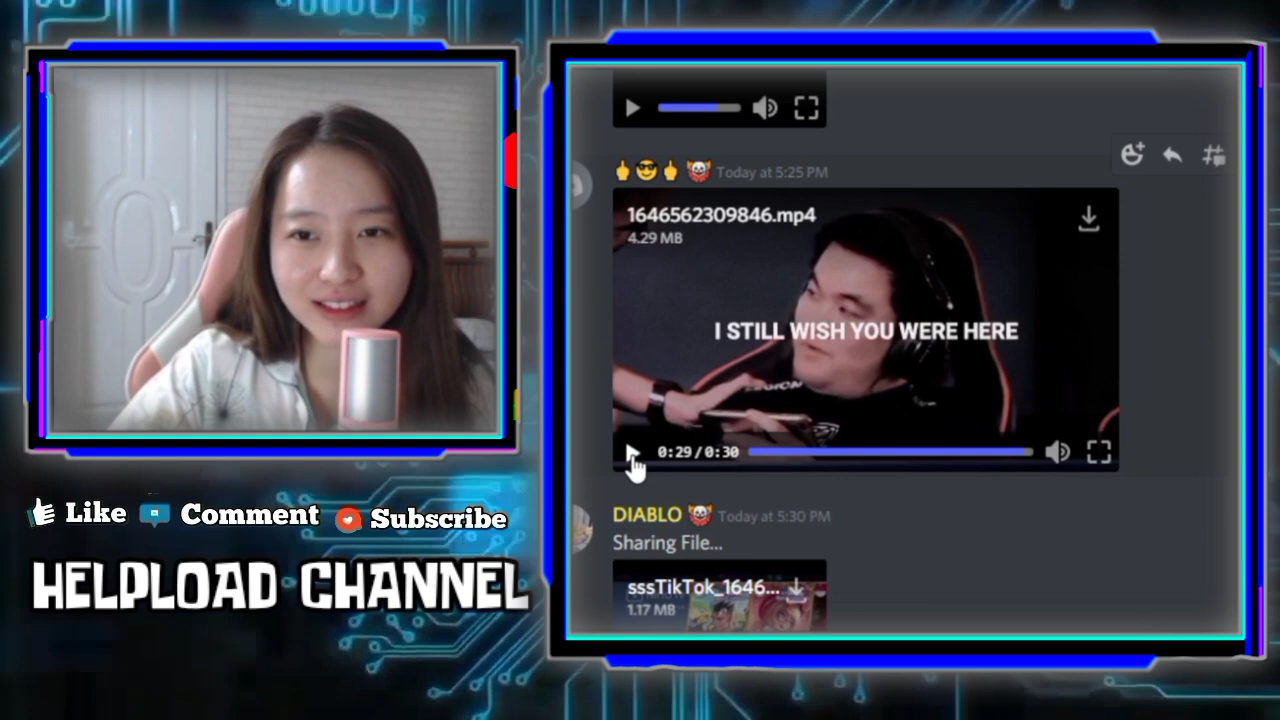 Today at 5:25 PM
1646562309846.mp4
4.29 MB
I STILL WISH YOU WERE HERE
LEGION
0:29 / 0:30
DIABLO Today at 5:30 PM
Sharing File...
sssTikTok_1646...
1.17 MB
Like Comment Subscribe
HELPLOAD CHANNEL